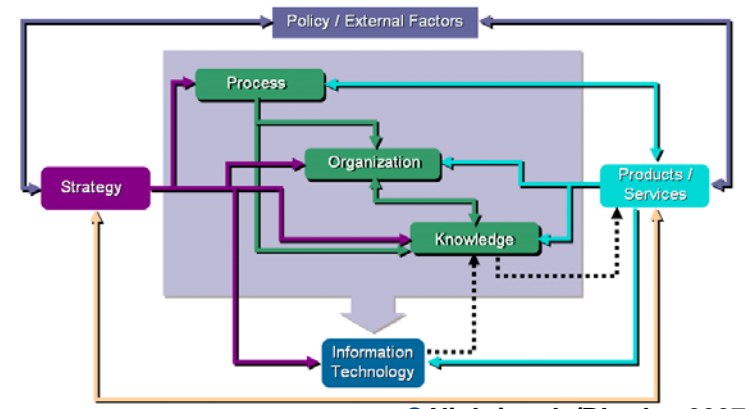 Policy / External Factors
Process
Organization
Strategy
Products /
Services
Knowledge
Information
Technology